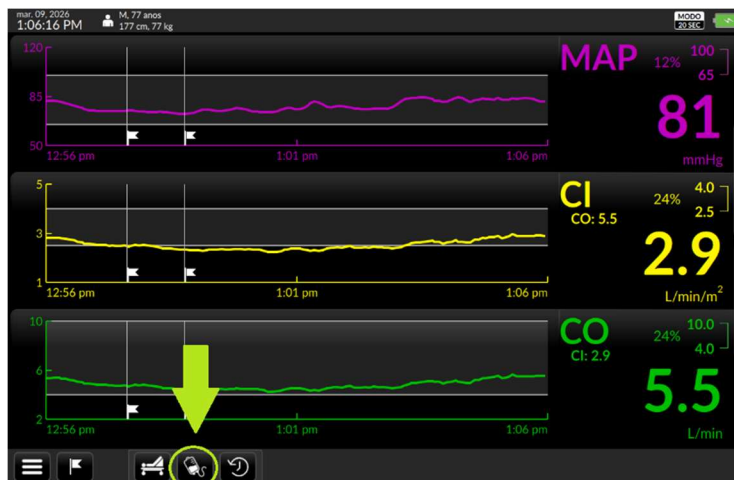 mar. 09, 2026
1:06:16 PM
M, 77 anos
177 cm, 77 kg
MODO
20 SEC
120
85
50
12:56 pm
1:01 pm
1:06 pm
MAP
12%
100
65
81
mmHg
5
3
1
12:56 pm
1:01 pm
1:06 pm
CI
CO: 5.5
24%
4.0
2.5
2.9
L/min/m²
10
6
2
12:56 pm
1:01 pm
1:06 pm
CO
CI: 2.9
24%
10.0
4.0
5.5
L/min